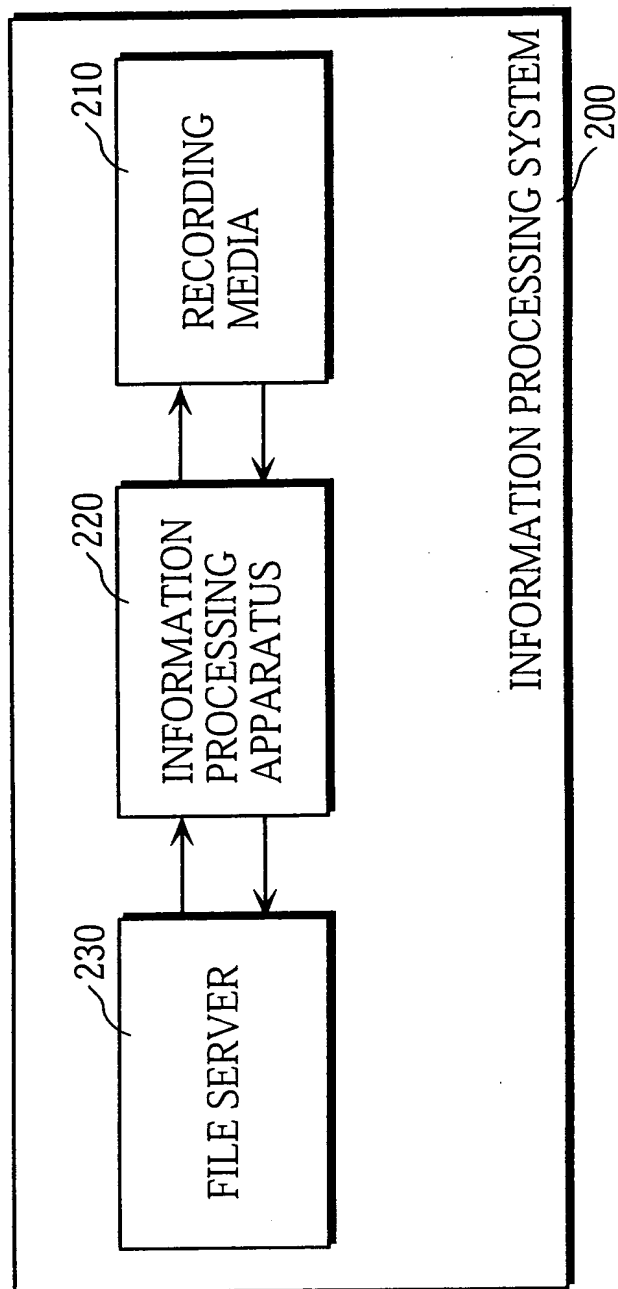 230
FILE SERVER
220
INFORMATION
PROCESSING
APPARATUS
210
RECORDING
MEDIA
INFORMATION PROCESSING SYSTEM
200